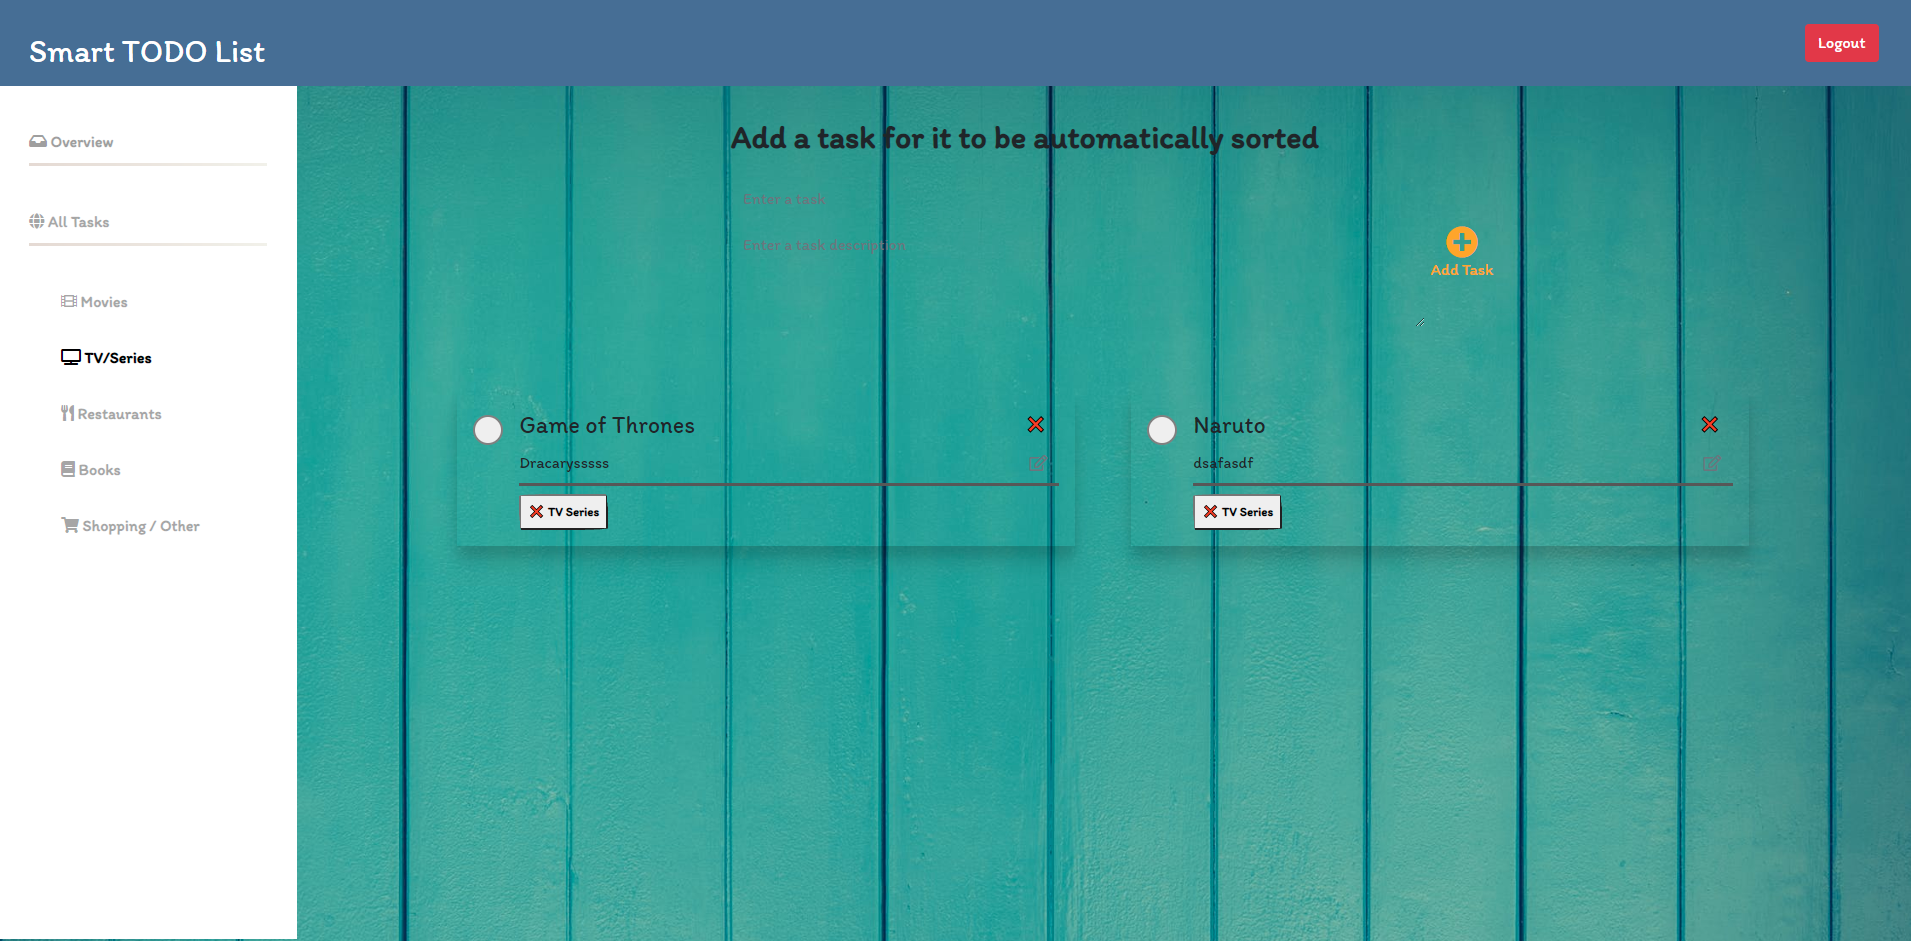 Smart TODO List
Logout
Overview
All Tasks
Movies
TV/Series
Restaurants
Books
Shopping / Other
Add a task for it to be automatically sorted
Enter a task
Enter a task description
Add Task
Game of Thrones
Dracarysssss
TV Series
Naruto
dsafasdf
TV Series